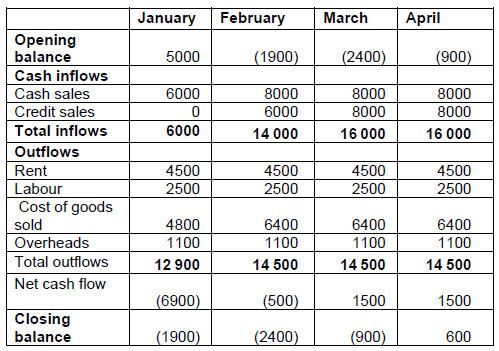 January February March April
Opening
balance 5000 (1900) (2400) (900)
Cash inflows
Cash sales 6000 8000 8000 8000
Credit sales 0 6000 8000 8000
Total inflows 6000 14 000 16 000 16 000
Outflows
Rent 4500 4500 4500 4500
Labour 2500 2500 2500 2500
Cost of goods
sold 4800 6400 6400 6400
Overheads 1100 1100 1100 1100
Total outflows 12 900 14 500 14 500 14 500
Net cash flow
(6900) (500) 1500 1500
Closing
balance (1900) (2400) (900) 600